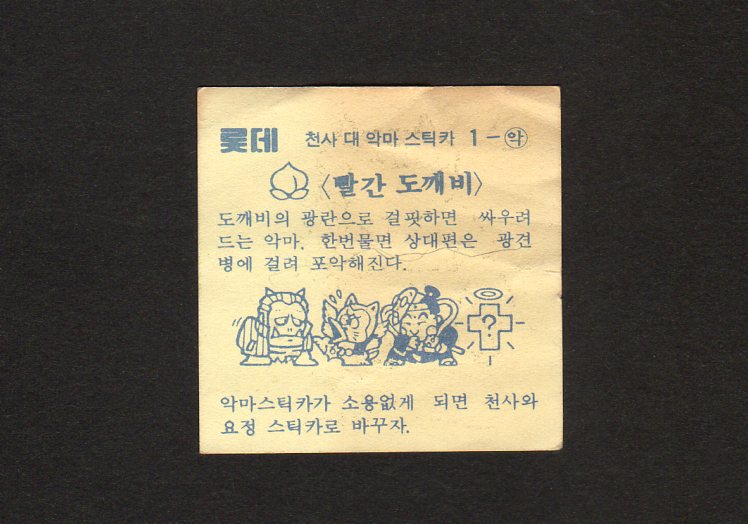 롯데 천사 대 악마 스틱카 1-악
〈빨간 도깨비〉
도깨비의 광란으로 걸핏하면 싸우려
드는 악마. 한번물면 상대편은 광견
병에 걸려 포악해진다.
?
악마스틱카가 소용없게 되면 천사와
요정 스틱카로 바꾸자.